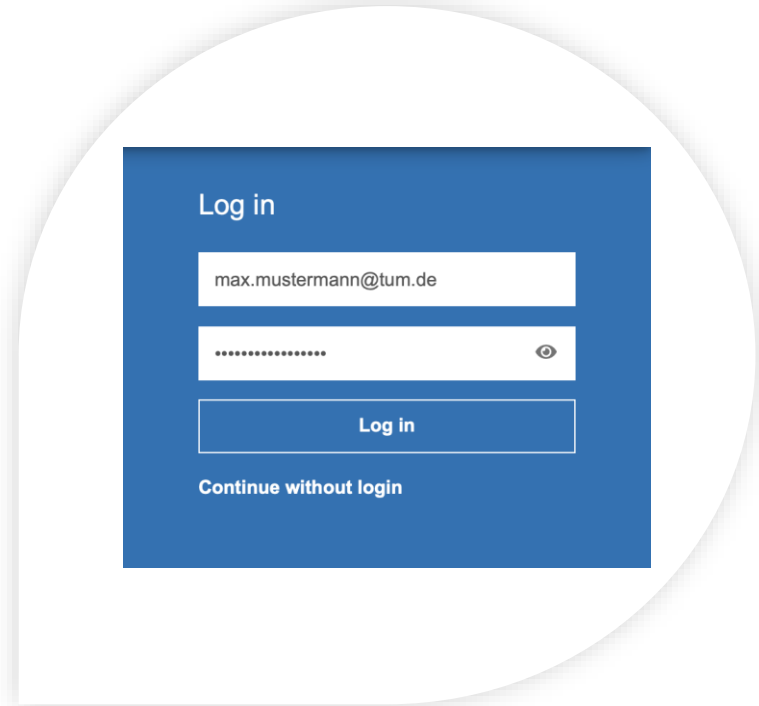 Log in
max.mustermann@tum.de
•••••••••••••••••
Log in
Continue without login